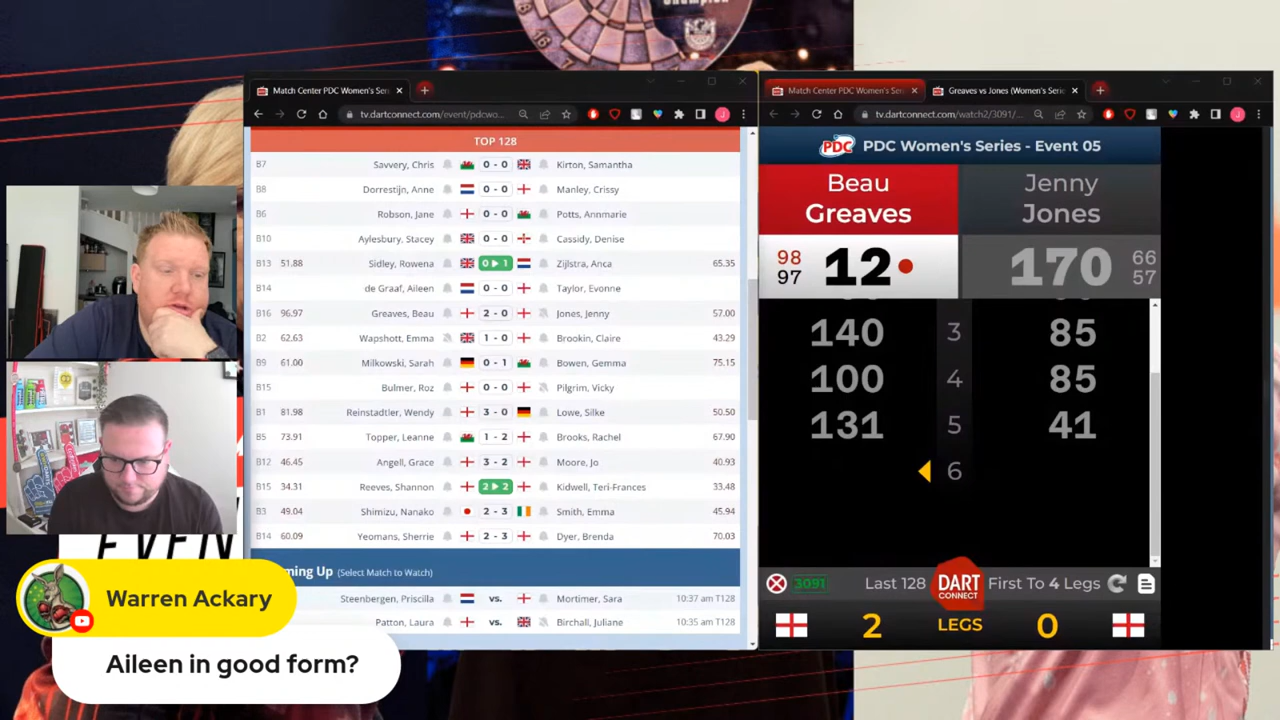 Match Center PDC Women's Seri
tv.dartconnect.com/event/pdcwo...
TOP 128
B7 Savvery, Chris 0 - 0 Kirton, Samantha
B8 Dorrestijn, Anne 0 - 0 Manley, Crissy
B6 Robson, Jane 0 - 0 Potts, Annmarie
B10 Aylesbury, Stacey 0 - 0 Cassidy, Denise
B13 51.88 Sidley, Rowena 0 ▸ 1 Zijlstra, Anca 65.35
B14 de Graaf, Aileen 0 - 0 Taylor, Evonne
B16 96.97 Greaves, Beau 2 - 0 Jones, Jenny 57.00
B2 62.63 Wapshott, Emma 1 - 0 Brookin, Claire 43.29
B9 61.00 Milkowski, Sarah 0 - 1 Bowen, Gemma 75.15
B15 Bulmer, Roz 0 - 0 Pilgrim, Vicky
B1 81.98 Reinstadtler, Wendy 3 - 0 Lowe, Silke 50.50
B5 73.91 Topper, Leanne 1 - 2 Brooks, Rachel 67.90
B12 46.45 Angell, Grace 3 - 2 Moore, Jo 40.93
B15 34.31 Reeves, Shannon 2 ▸ 2 Kidwell, Teri-Frances 33.48
B3 49.04 Shimizu, Nanako 2 - 3 Smith, Emma 45.94
B14 60.09 Yeomans, Sherrie 2 - 3 Dyer, Brenda 70.03
ming Up (Select Match to Watch)
Steenbergen, Priscilla vs. Mortimer, Sara 10:37 am T128
Patton, Laura vs. Birchall, Juliane 10:35 am T128
Match Center PDC Women's Seri
Greaves vs Jones (Women's Serie
tv.dartconnect.com/watch2/3091/...
PDC PDC Women's Series - Event 05
Beau Greaves
Jenny Jones
98 97 12
170 66 57
140 3 85
100 4 85
131 5 41
6
3091 Last 128 DART CONNECT First To 4 Legs
2 LEGS 0
EVEN
Warren Ackary
Aileen in good form?